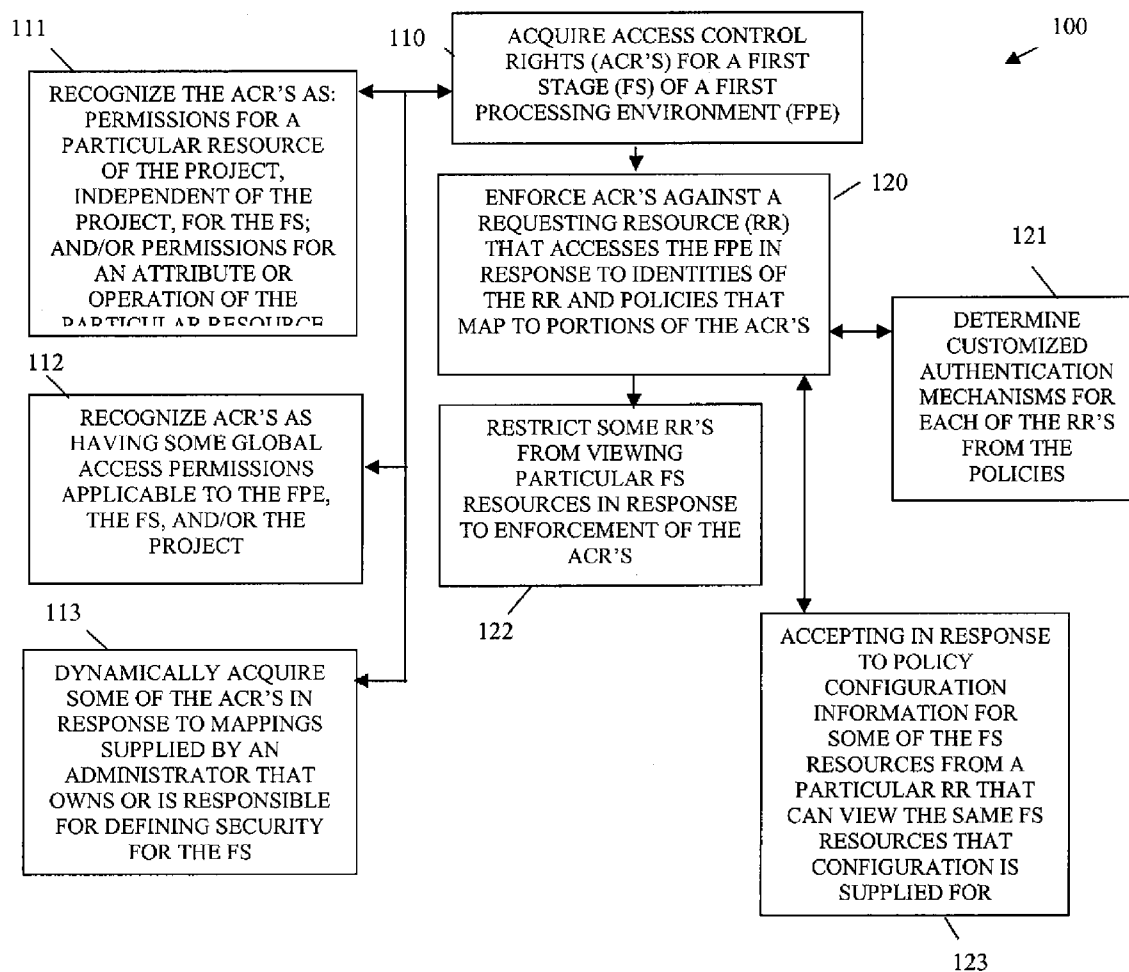 100
110
ACQUIRE ACCESS CONTROL
RIGHTS (ACR'S) FOR A FIRST
STAGE (FS) OF A FIRST
PROCESSING ENVIRONMENT (FPE)
111
RECOGNIZE THE ACR'S AS:
PERMISSIONS FOR A
PARTICULAR RESOURCE
OF THE PROJECT,
INDEPENDENT OF THE
PROJECT, FOR THE FS;
AND/OR PERMISSIONS FOR
AN ATTRIBUTE OR
OPERATION OF THE
PARTICULAR RESOURCE
112
RECOGNIZE ACR'S AS
HAVING SOME GLOBAL
ACCESS PERMISSIONS
APPLICABLE TO THE FPE,
THE FS, AND/OR THE
PROJECT
113
DYNAMICALLY ACQUIRE
SOME OF THE ACR'S IN
RESPONSE TO MAPPINGS
SUPPLIED BY AN
ADMINISTRATOR THAT
OWNS OR IS RESPONSIBLE
FOR DEFINING SECURITY
FOR THE FS
120
ENFORCE ACR'S AGAINST A
REQUESTING RESOURCE (RR)
THAT ACCESSES THE FPE IN
RESPONSE TO IDENTITIES OF
THE RR AND POLICIES THAT
MAP TO PORTIONS OF THE ACR'S
121
DETERMINE
CUSTOMIZED
AUTHENTICATION
MECHANISMS FOR
EACH OF THE RR'S
FROM THE
POLICIES
RESTRICT SOME RR'S
FROM VIEWING
PARTICULAR FS
RESOURCES IN RESPONSE
TO ENFORCEMENT OF THE
ACR'S
122
ACCEPTING IN RESPONSE
TO POLICY
CONFIGURATION
INFORMATION FOR
SOME OF THE FS
RESOURCES FROM A
PARTICULAR RR THAT
CAN VIEW THE SAME FS
RESOURCES THAT
CONFIGURATION IS
SUPPLIED FOR
123